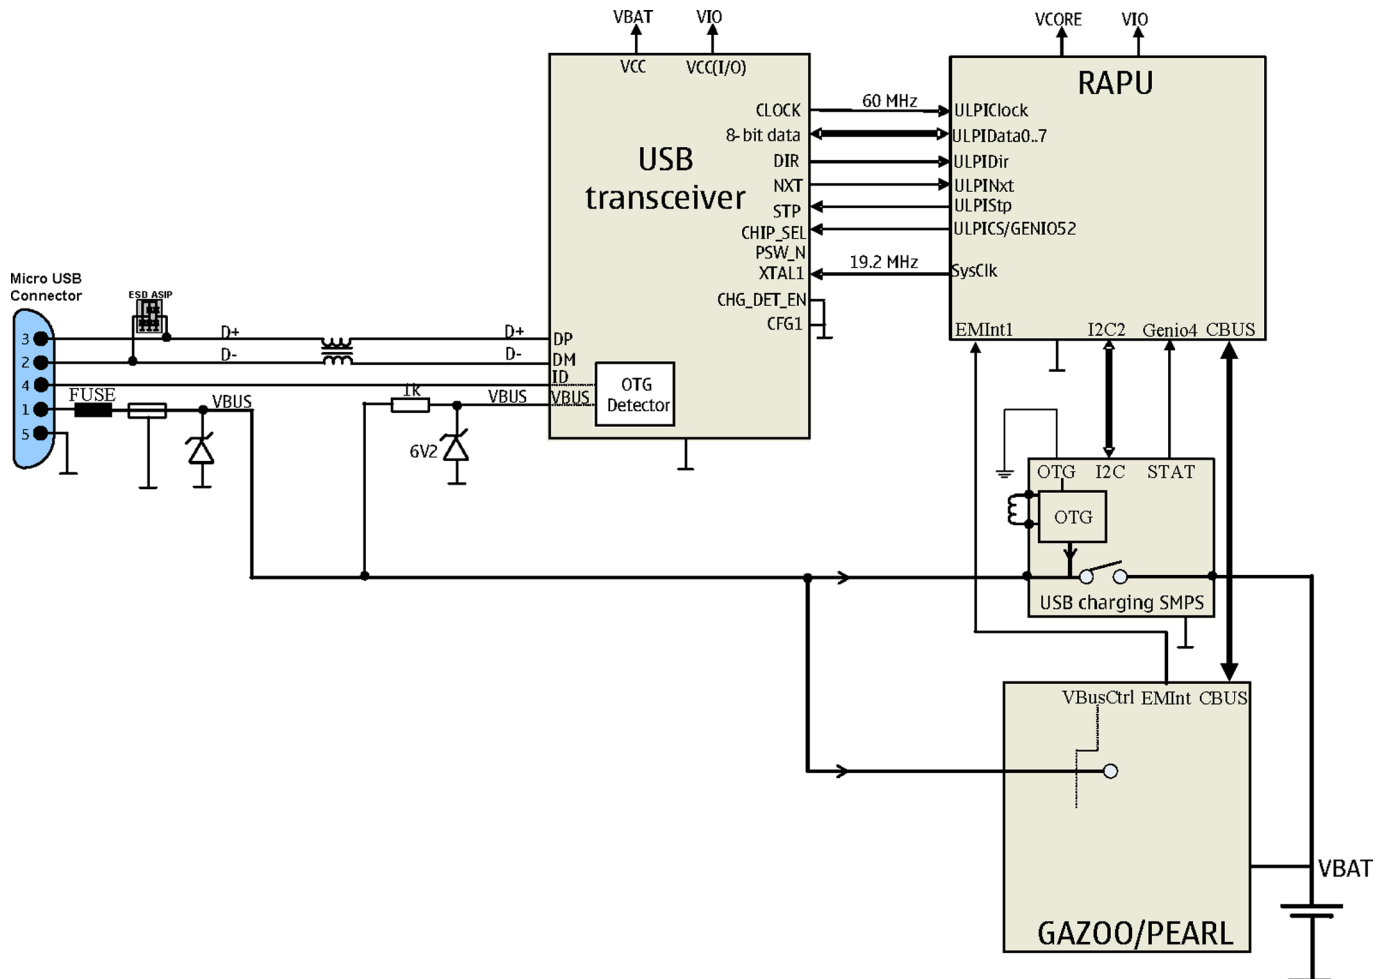 VBAT
VIO
VCORE
VIO
VCC
VCC(I/O)
RAPU
CLOCK
60 MHz
ULPIClock
8-bit data
ULPIData0..7
USB
transceiver
DIR
ULPIDir
NXT
ULPINxt
STP
ULPIStp
CHIP_SEL
ULPICS/GENIO52
PSW_N
XTAL1
19.2 MHz
SysClk
Micro USB
Connector
ESD ASIP
CHG_DET_EN
CFG1
EMInt1
I2C2
Genio4
CBUS
3
D+
D+
DP
2
D-
D-
DM
4
ID
1
FUSE
VBUS
1k
VBUS
VBUS
OTG
Detector
5
6V2
OTG
I2C
STAT
OTG
USB charging SMPS
VBusCtrl
EMInt
CBUS
VBAT
GAZOO/PEARL